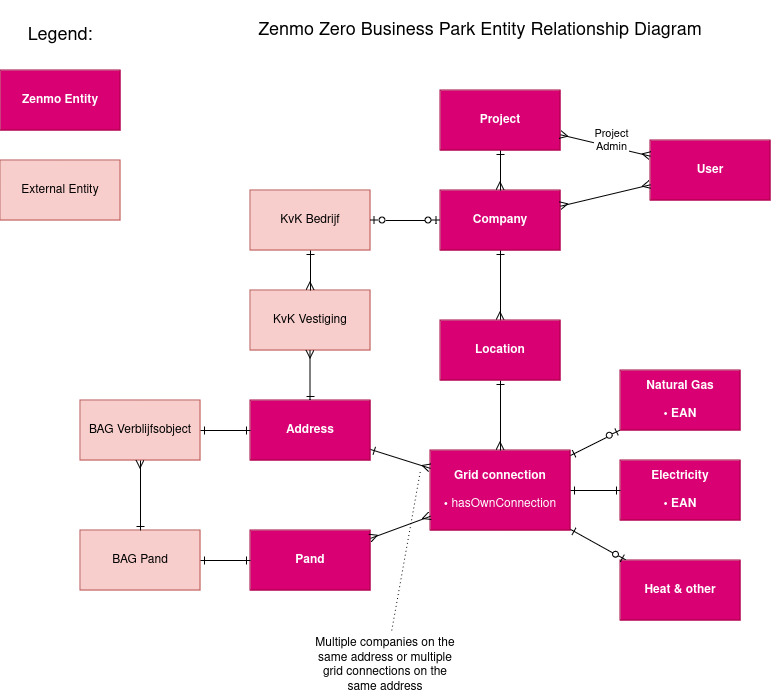 Zenmo Zero Business Park Entity Relationship Diagram
Legend:
Zenmo Entity
External Entity
Project
Project
Admin
User
KvK Bedrijf
Company
KvK Vestiging
Location
Natural Gas
• EAN
BAG Verblijfsobject
Address
Grid connection
• hasOwnConnection
Electricity
• EAN
BAG Pand
Pand
Heat & other
Multiple companies on the
same address or multiple
grid connections on the
same address